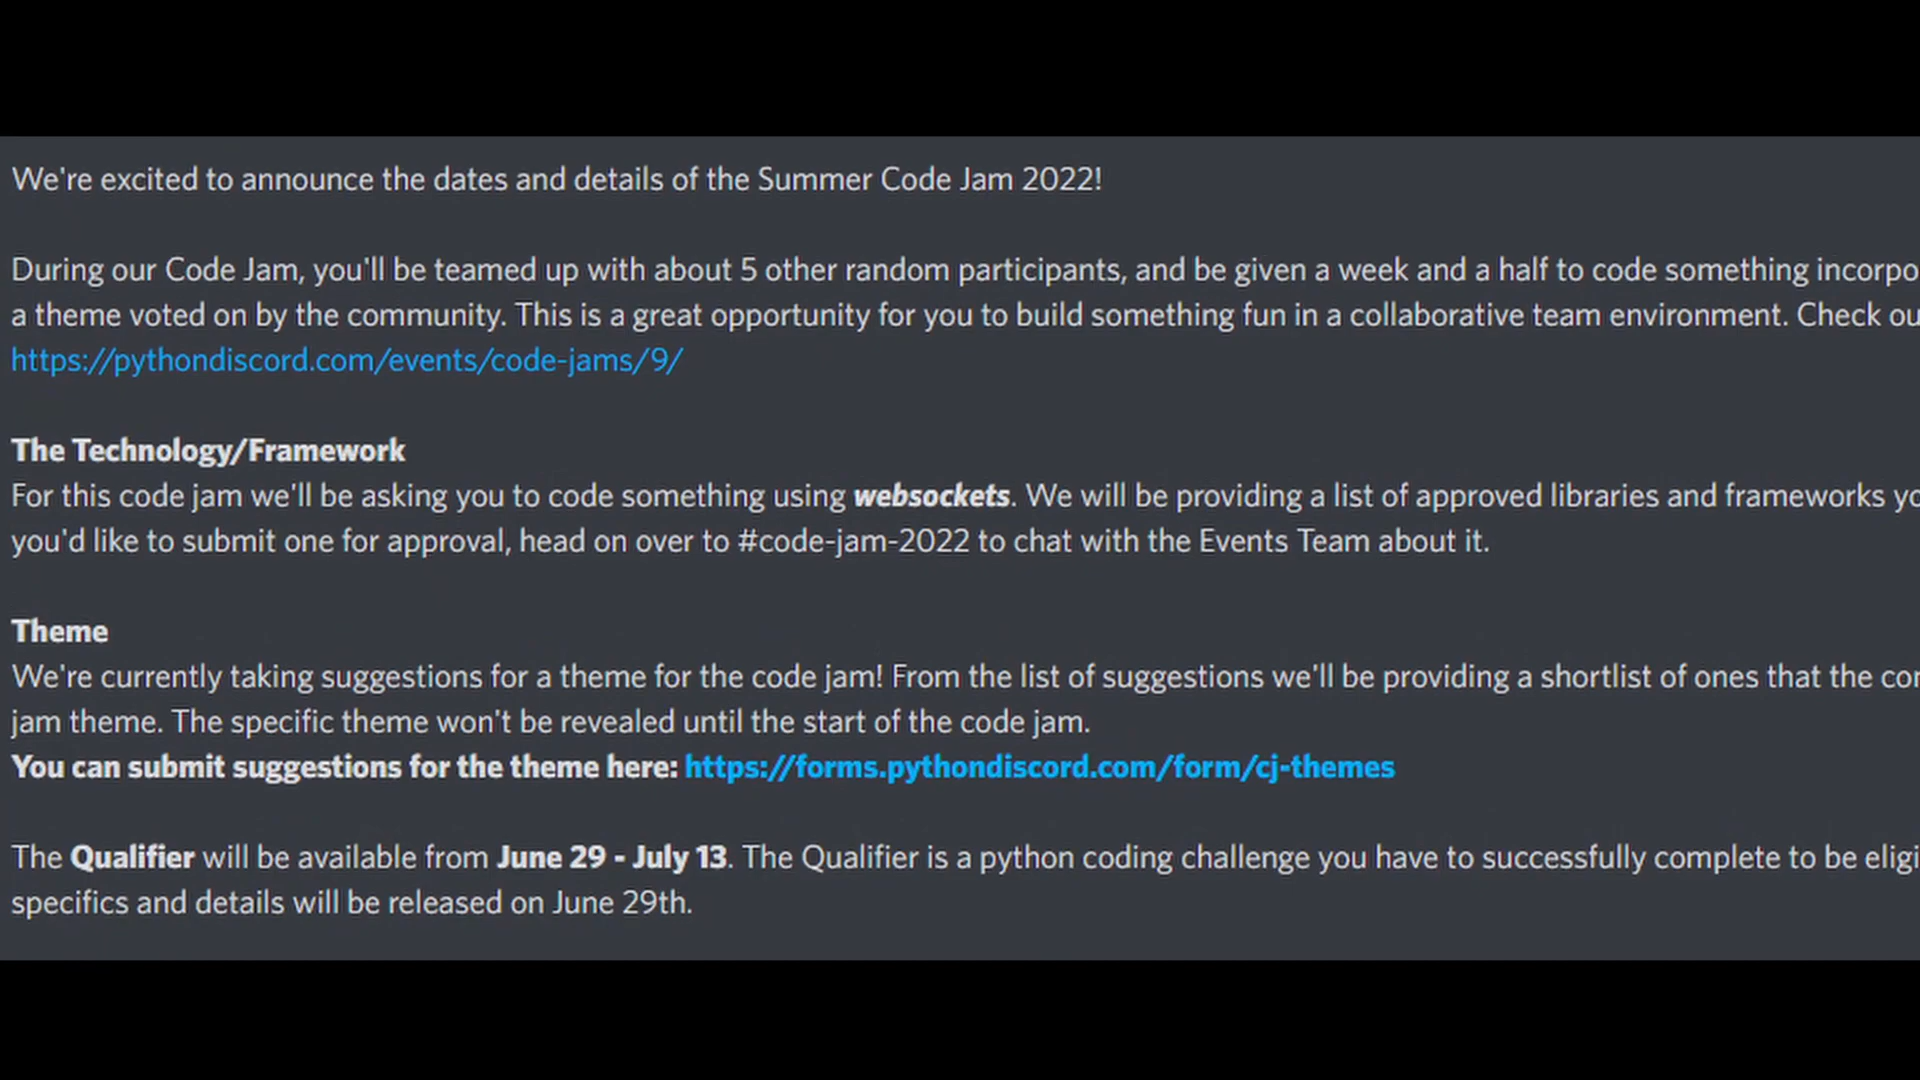 We're excited to announce the dates and details of the Summer Code Jam 2022!
During our Code Jam, you'll be teamed up with about 5 other random participants, and be given a week and a half to code something
a theme voted on by the community. This is a great opportunity for you to build something fun in a collaborative team environment. Check
https://pythondiscord.com/events/code-jams/9/
The Technology/Framework
For this code jam we'll be asking you to code something using websockets. We will be providing a list of approved libraries and frameworks
you'd like to submit one for approval, head on over to #code-jam-2022 to chat with the Events Team about it.
Theme
We're currently taking suggestions for a theme for the code jam! From the list of suggestions we'll be providing a shortlist of ones that the
jam theme. The specific theme won't be revealed until the start of the code jam.
You can submit suggestions for the theme here: https://forms.pythondiscord.com/form/cj-themes
The Qualifier will be available from June 29 - July 13. The Qualifier is a python coding challenge you have to successfully complete to be
specifics and details will be released on June 29th.